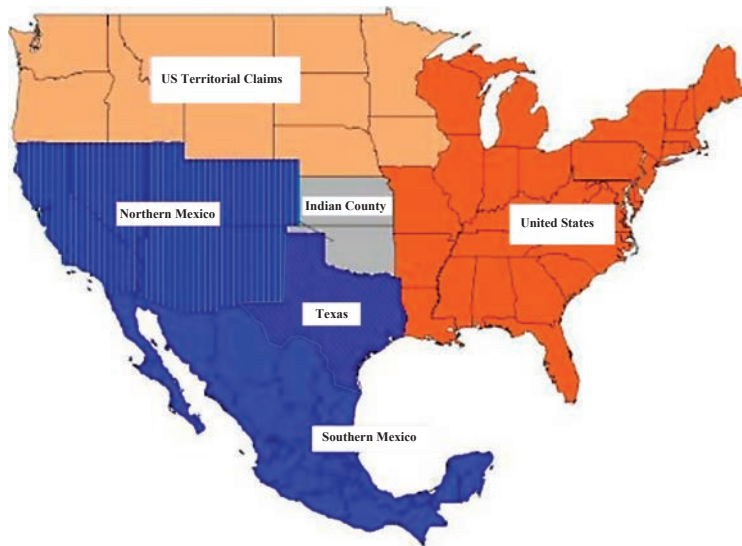 US Territorial Claims
Indian County
Northern Mexico
United States
Texas
Southern Mexico